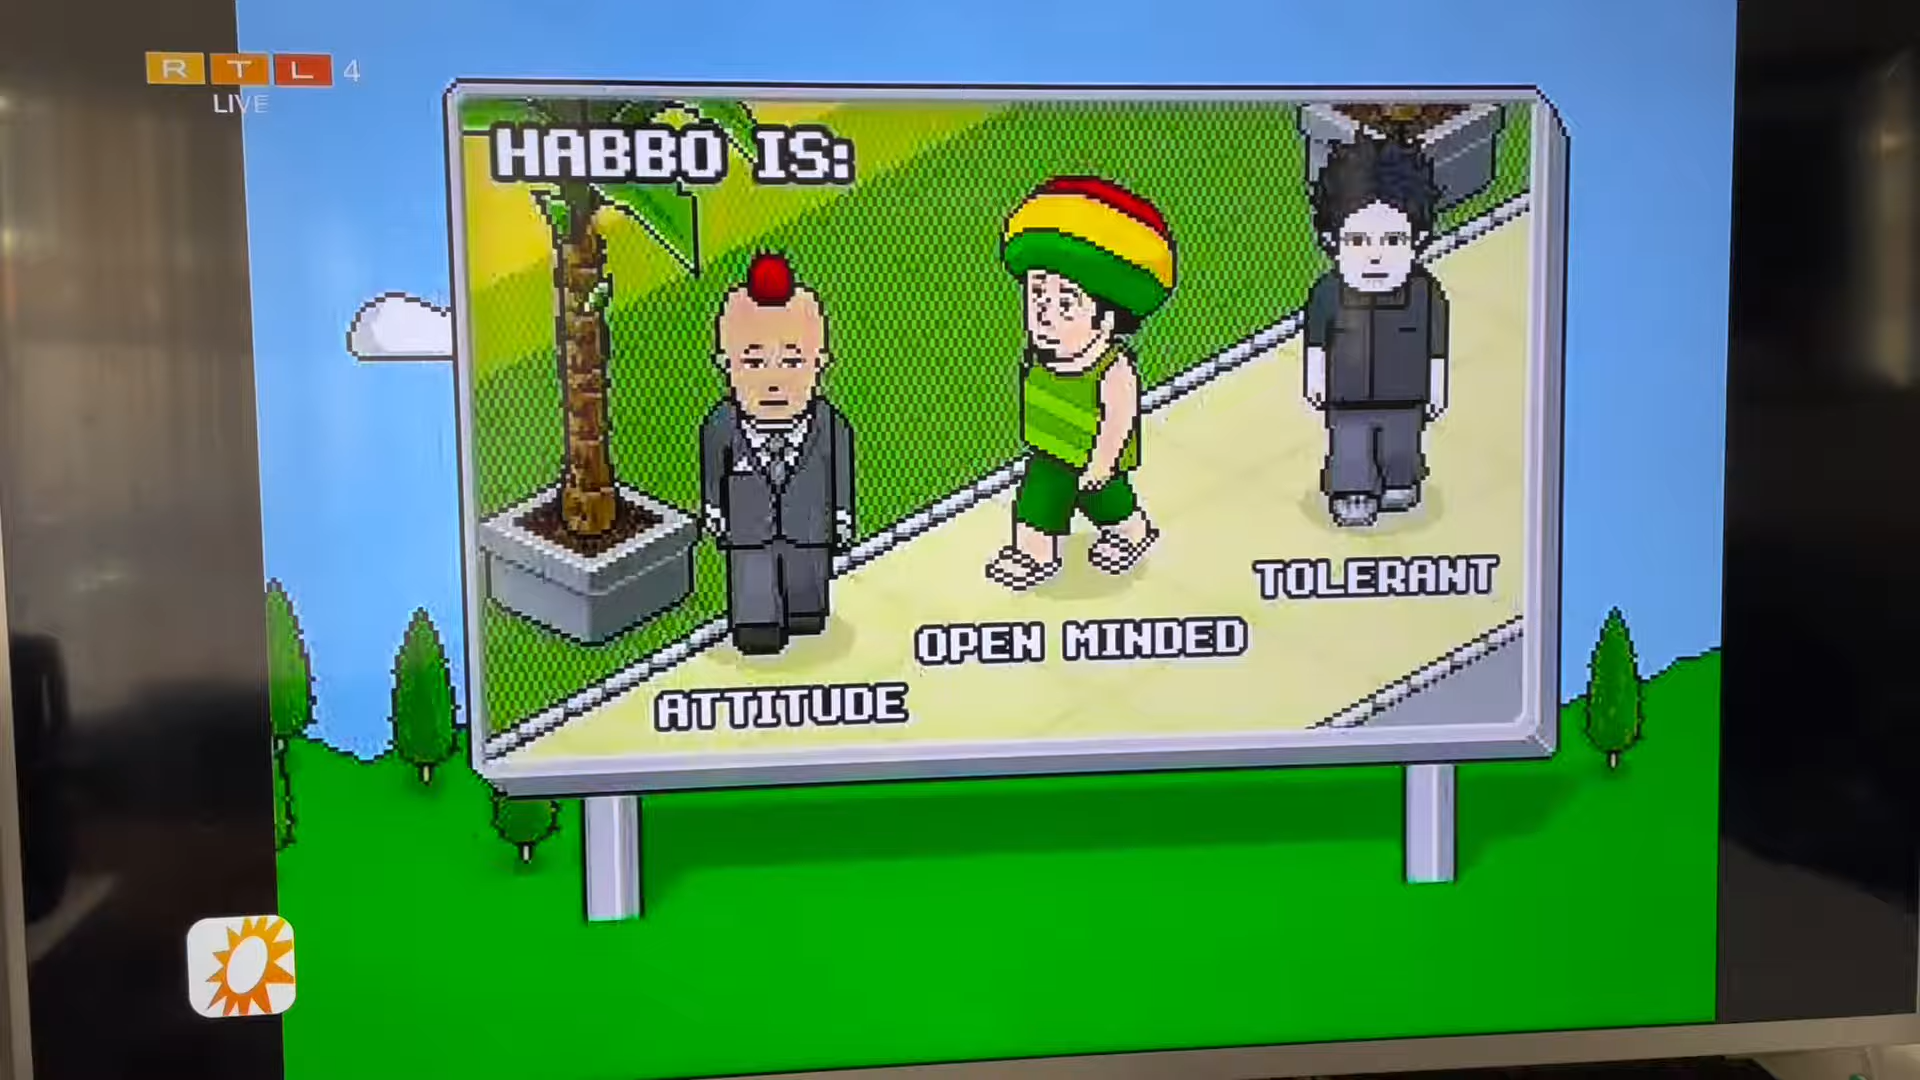 RTL 4
LIVE
HABBO IS:
TOLERANT
OPEN MINDED
ATTITUDE